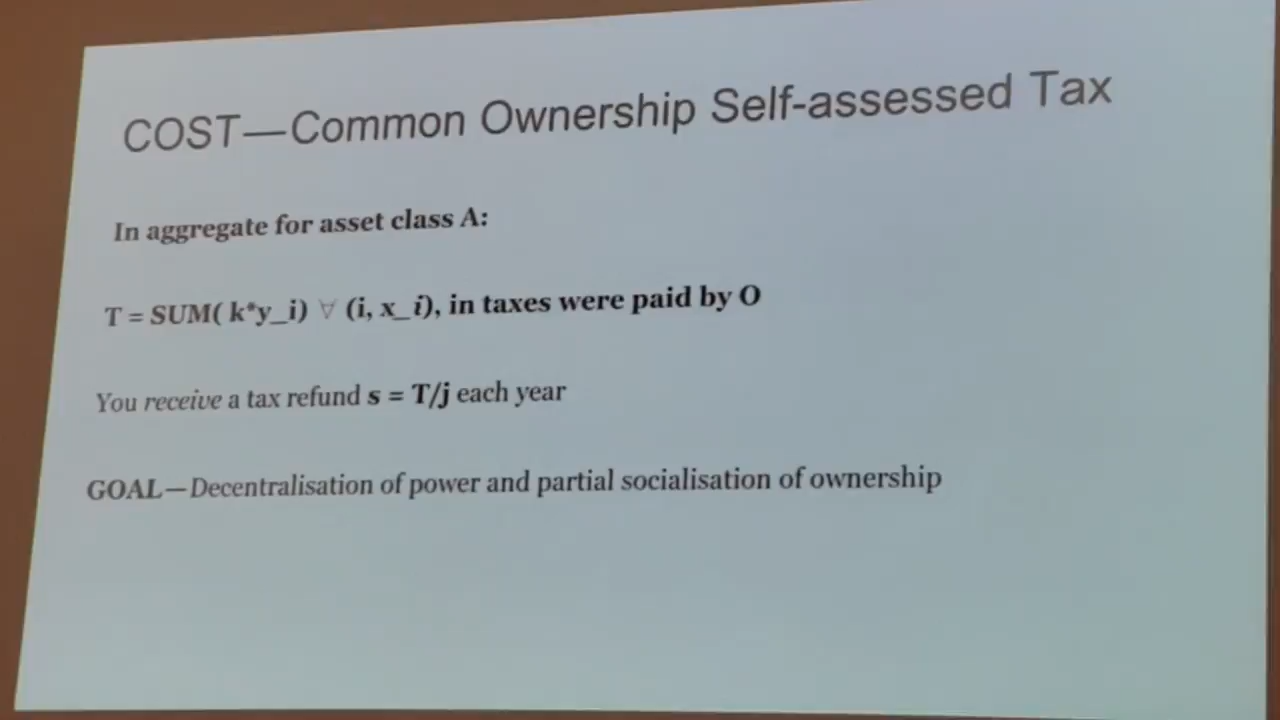 COST—Common Ownership Self-assessed Tax
In aggregate for asset class A:
T = SUM( k*y_i) ∀ (i, x_i), in taxes were paid by O
You receive a tax refund s = T/j each year
GOAL—Decentralisation of power and partial socialisation of ownership